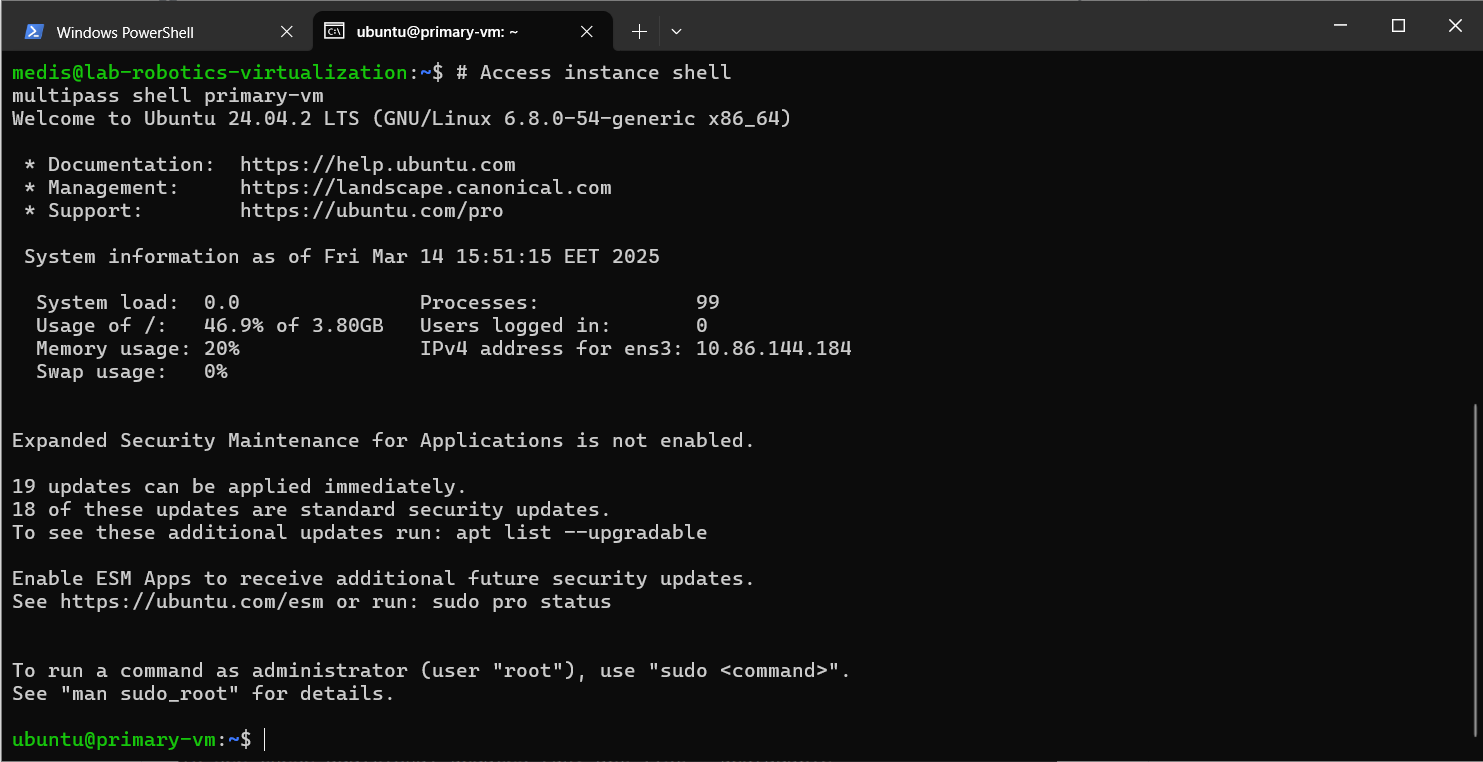 Windows PowerShell
ubuntu@primary-vm: ~
medis@lab-robotics-virtualization:~$ # Access instance shell
multipass shell primary-vm
Welcome to Ubuntu 24.04.2 LTS (GNU/Linux 6.8.0-54-generic x86_64)
* Documentation:  https://help.ubuntu.com
* Management:     https://landscape.canonical.com
* Support:        https://ubuntu.com/pro
System information as of Fri Mar 14 15:51:15 EET 2025
System load:  0.0               Processes:             99
Usage of /:   46.9% of 3.80GB   Users logged in:       0
Memory usage: 20%               IPv4 address for ens3: 10.86.144.184
Swap usage:   0%
Expanded Security Maintenance for Applications is not enabled.
19 updates can be applied immediately.
18 of these updates are standard security updates.
To see these additional updates run: apt list --upgradable
Enable ESM Apps to receive additional future security updates.
See https://ubuntu.com/esm or run: sudo pro status
To run a command as administrator (user "root"), use "sudo <command>".
See "man sudo_root" for details.
ubuntu@primary-vm:~$